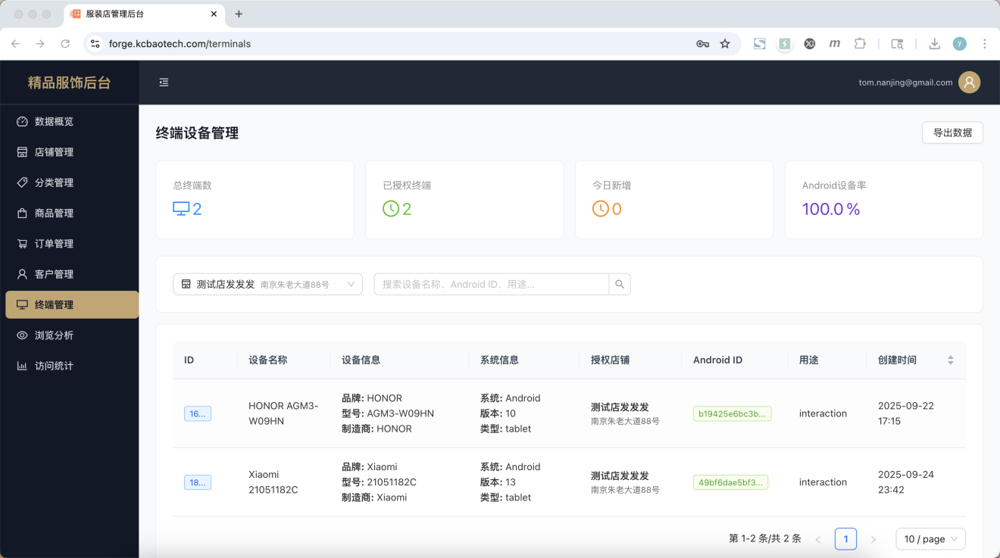 服装店管理后台
forge.kcbaotech.com/terminals
精品服饰后台
tom.nanjing@gmail.com
数据概览
店铺管理
分类管理
商品管理
订单管理
客户管理
终端管理
浏览分析
访问统计
终端设备管理
导出数据
总终端数
2
已授权终端
2
今日新增
0
Android设备率
100.0 %
测试店发发发 南京朱老大道88号
搜索设备名称、Android ID、用途...
ID 设备名称 设备信息 系统信息 授权店铺 Android ID 用途 创建时间
16...
HONOR AGM3-
W09HN
品牌: HONOR
型号: AGM3-W09HN
制造商: HONOR
系统: Android
版本: 10
类型: tablet
测试店发发发
南京朱老大道88号
b19425e6bc3b...
interaction
2025-09-22
17:15
18...
Xiaomi
21051182C
品牌: Xiaomi
型号: 21051182C
制造商: Xiaomi
系统: Android
版本: 13
类型: tablet
测试店发发发
南京朱老大道88号
49bf6dae5bf3...
interaction
2025-09-24
23:42
第 1-2 条/共 2 条
1
10 / page